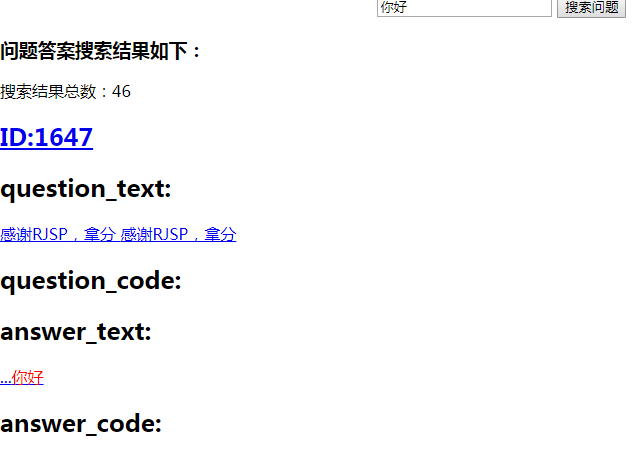 你好 搜索问题
问题答案搜索结果如下：
搜索结果总数：46
ID:1647
question_text:
感谢RJSP，拿分 感谢RJSP，拿分
question_code:
answer_text:
...你好
answer_code: